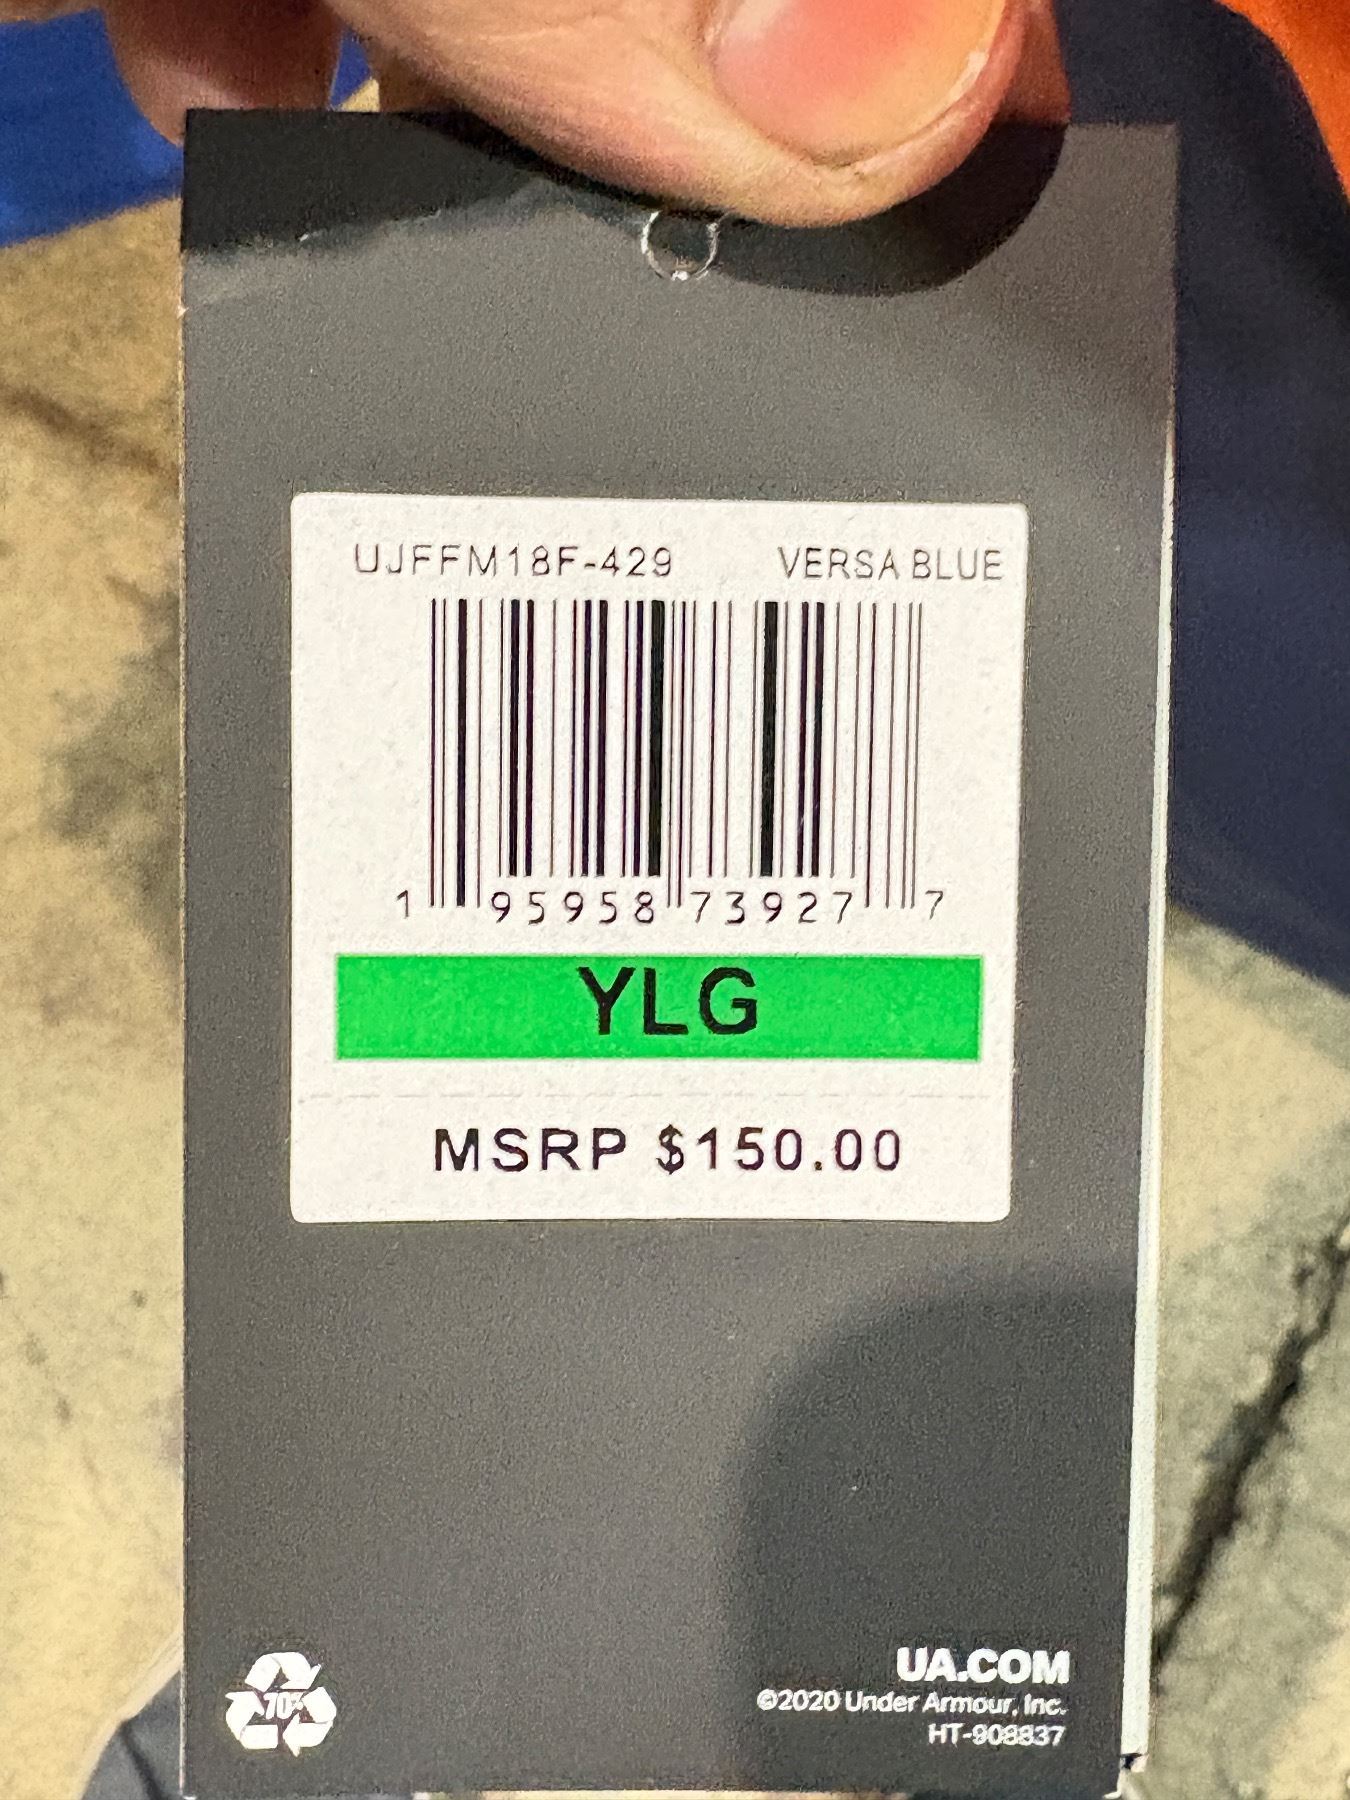 UJFFM18F-429 VERSA BLUE
1 95958 73927 7
YLG
MSRP $150.00
70%
UA.COM
©2020 Under Armour, Inc.
HT-908837